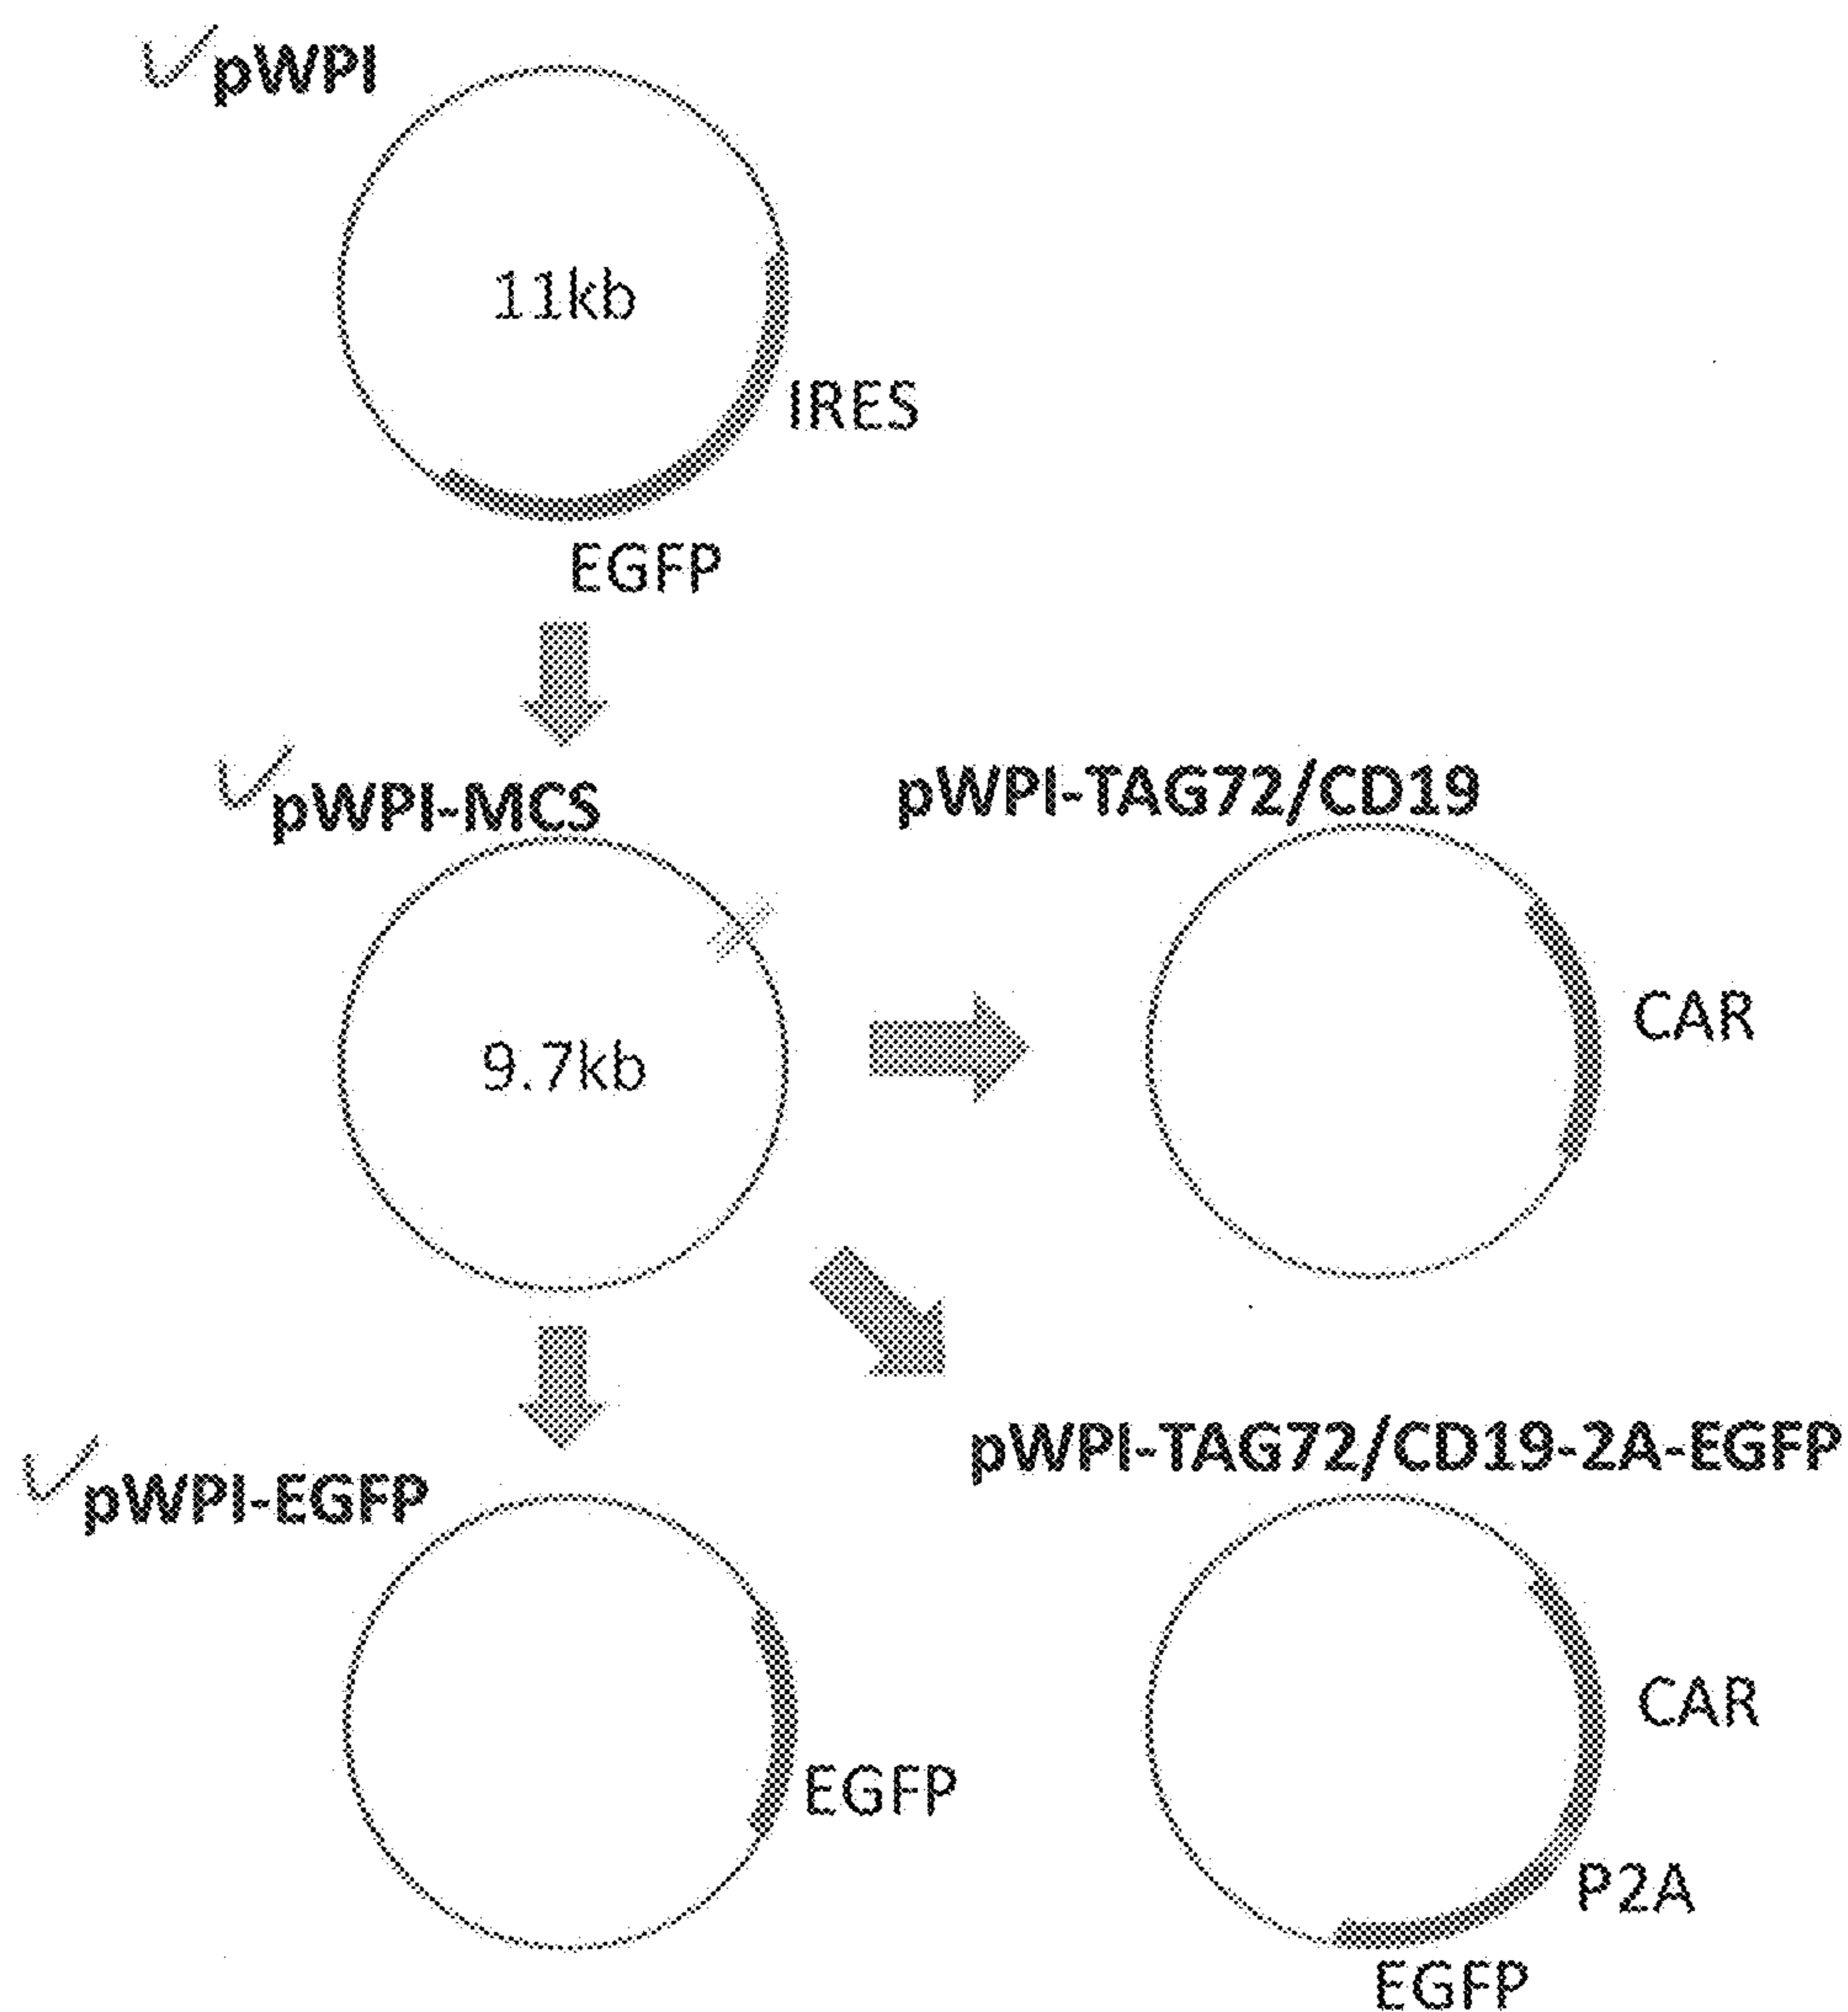 pWPI
11kb
IRES
EGFP
pWPI-MCS
pWPI-TAG72/CD19
9.7kb
CAR
pWPI-EGFP
pWPI-TAG72/CD19-2A-EGFP
EGFP
CAR
P2A
EGFP